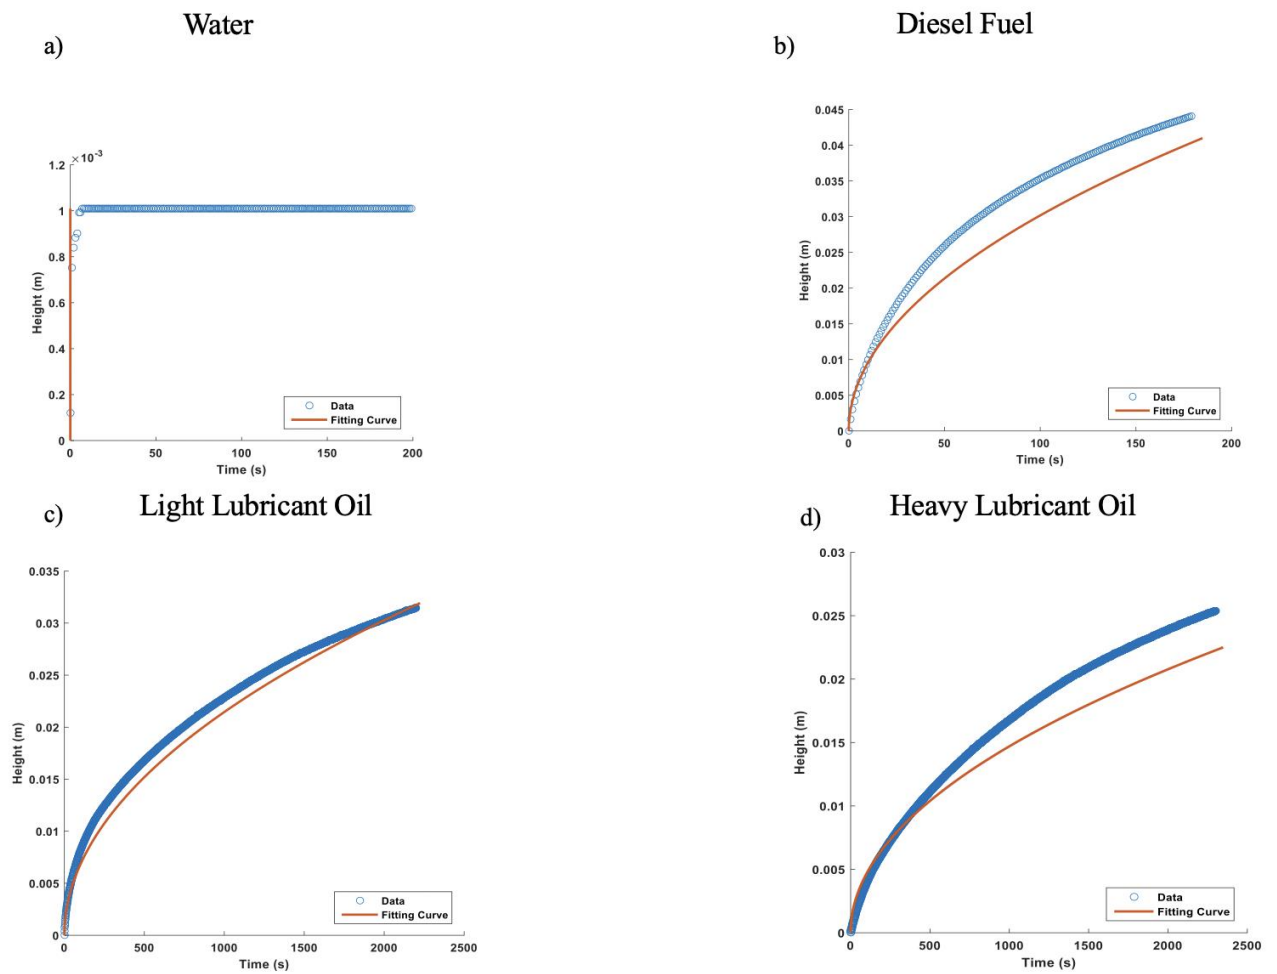 Water
a)
× 10⁻³
1.2
1
0.8
0.6
0.4
0.2
0
Height (m)
0 50 100 150 200
Time (s)
Data
Fitting Curve
Diesel Fuel
b)
0.045
0.04
0.035
0.03
0.025
0.02
0.015
0.01
0.005
0
Height (m)
0 50 100 150 200
Time (s)
Data
Fitting Curve
Light Lubricant Oil
c)
0.035
0.03
0.025
0.02
0.015
0.01
0.005
0
Height (m)
0 500 1000 1500 2000 2500
Time (s)
Data
Fitting Curve
Heavy Lubricant Oil
d)
0.03
0.025
0.02
0.015
0.01
0.005
0
Height (m)
0 500 1000 1500 2000 2500
Time (s)
Data
Fitting Curve